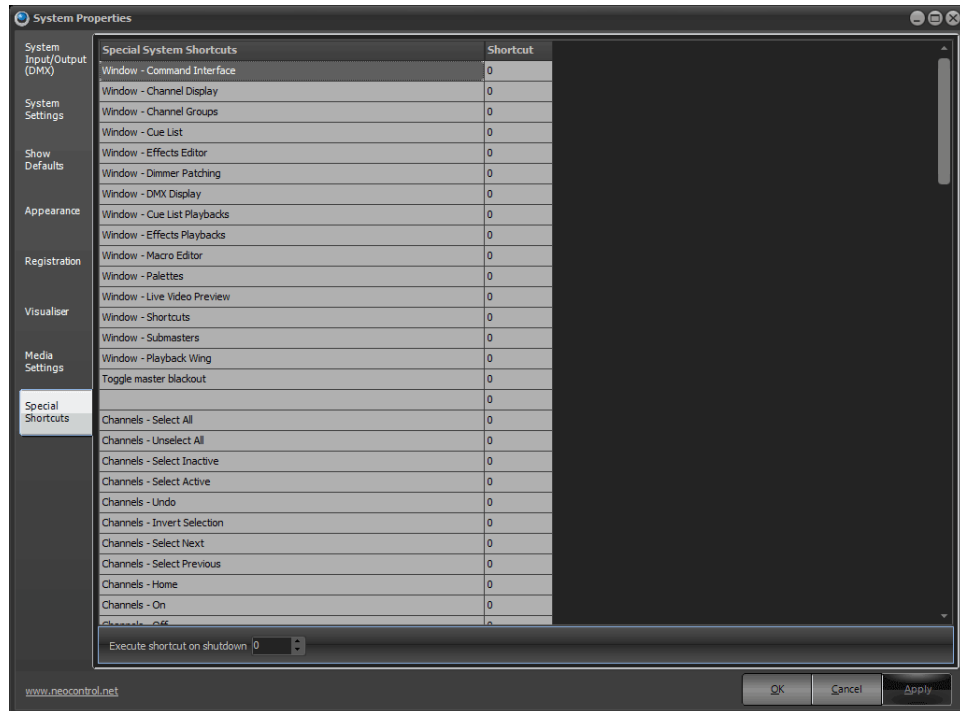 System Properties
System
Input/Output
(DMX)
System
Settings
Show
Defaults
Appearance
Registration
Visualiser
Media
Settings
Special
Shortcuts
Special System Shortcuts Shortcut
Window - Command Interface 0
Window - Channel Display 0
Window - Channel Groups 0
Window - Cue List 0
Window - Effects Editor 0
Window - Dimmer Patching 0
Window - DMX Display 0
Window - Cue List Playbacks 0
Window - Effects Playbacks 0
Window - Macro Editor 0
Window - Palettes 0
Window - Live Video Preview 0
Window - Shortcuts 0
Window - Submasters 0
Window - Playback Wing 0
Toggle master blackout 0
0
Channels - Select All 0
Channels - Unselect All 0
Channels - Select Inactive 0
Channels - Select Active 0
Channels - Undo 0
Channels - Invert Selection 0
Channels - Select Next 0
Channels - Select Previous 0
Channels - Home 0
Channels - On 0
Channels - Off 0
Execute shortcut on shutdown 0
www.neocontrol.net
OK Cancel Apply